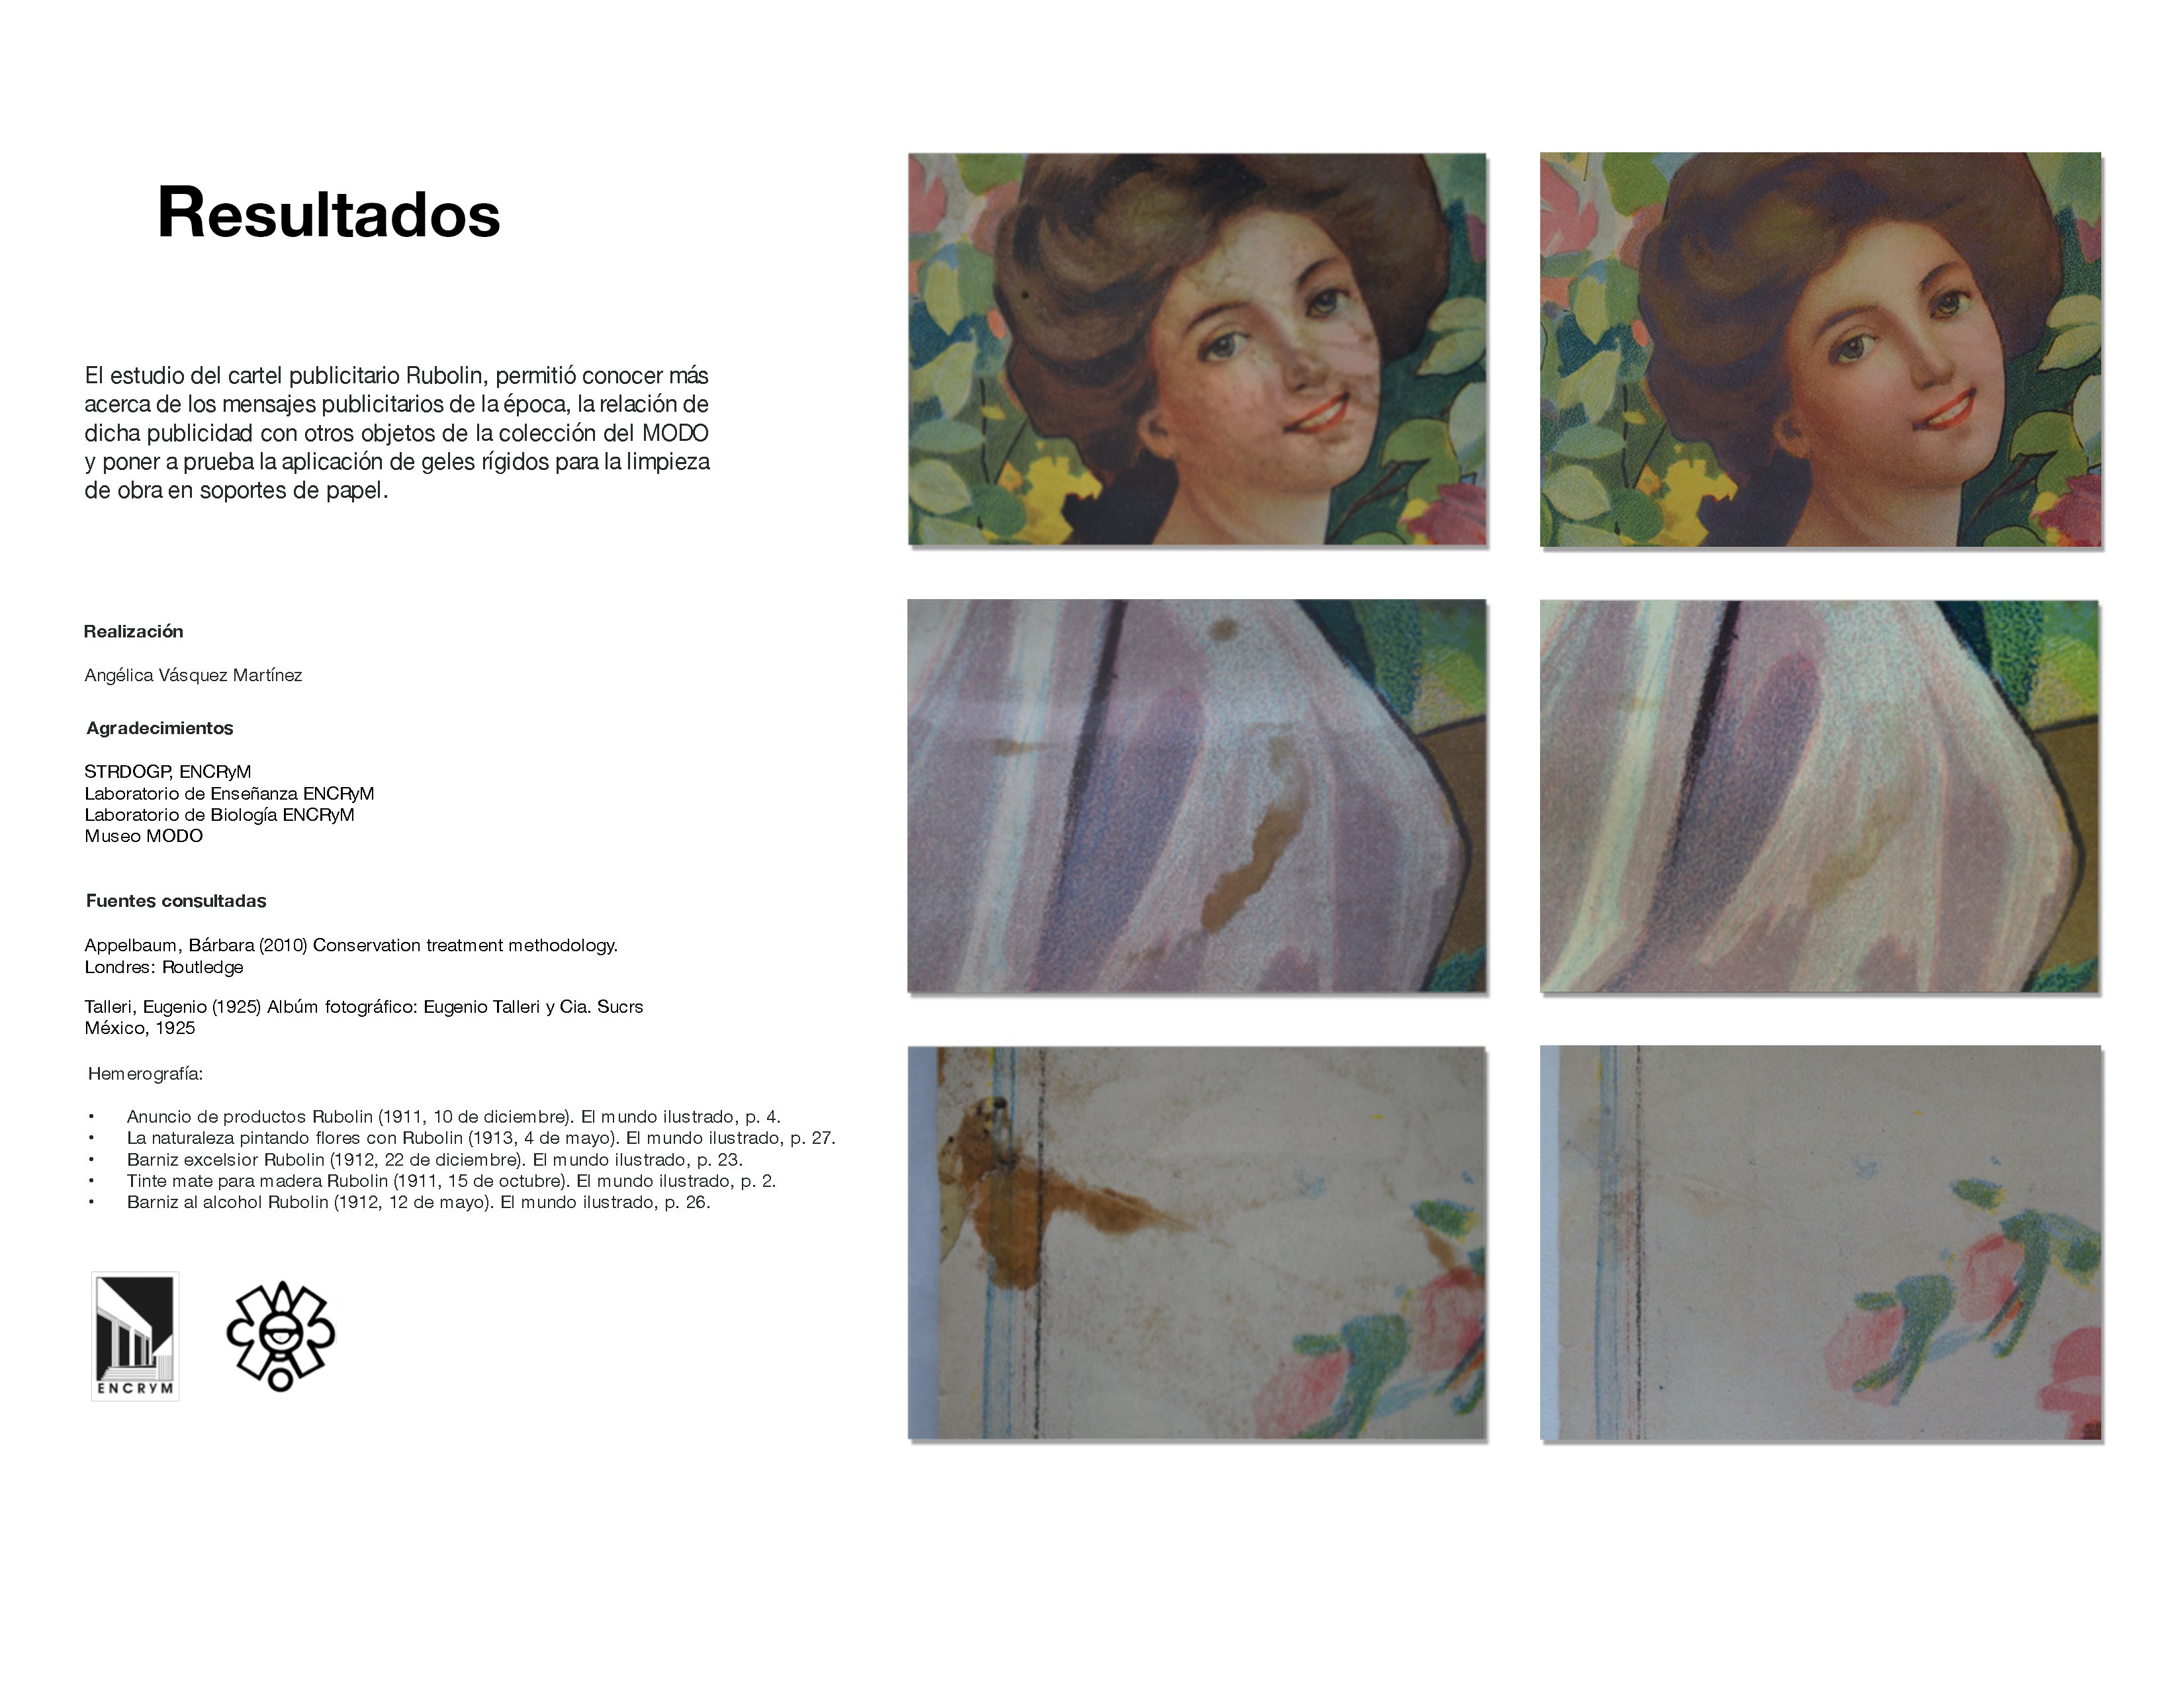 Resultados
El estudio del cartel publicitario Rubolin, permitió conocer más
acerca de los mensajes publicitarios de la época, la relación de
dicha publicidad con otros objetos de la colección del MODO
y poner a prueba la aplicación de geles rígidos para la limpieza
de obra en soportes de papel.
Realización
Angélica Vásquez Martínez
Agradecimientos
STRDOGP, ENCRyM
Laboratorio de Enseñanza ENCRyM
Laboratorio de Biología ENCRyM
Museo MODO
Fuentes consultadas
Appelbaum, Bárbara (2010) Conservation treatment methodology.
Londres: Routledge
Talleri, Eugenio (1925) Albúm fotográfico: Eugenio Talleri y Cia. Sucrs
México, 1925
Hemerografía:
• Anuncio de productos Rubolin (1911, 10 de diciembre). El mundo ilustrado, p. 4.
• La naturaleza pintando flores con Rubolin (1913, 4 de mayo). El mundo ilustrado, p. 27.
• Barniz excelsior Rubolin (1912, 22 de diciembre). El mundo ilustrado, p. 23.
• Tinte mate para madera Rubolin (1911, 15 de octubre). El mundo ilustrado, p. 2.
• Barniz al alcohol Rubolin (1912, 12 de mayo). El mundo ilustrado, p. 26.
ENCRYM